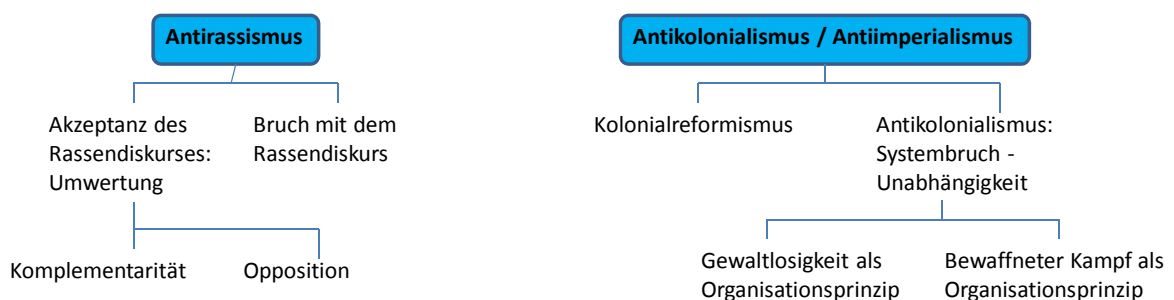 Antirassismus
Akzeptanz des
Rassendiskurses:
Umwertung
Bruch mit dem
Rassendiskurs
Komplementarität
Opposition
Antikolonialismus / Antiimperialismus
Kolonialreformismus
Antikolonialismus:
Systembruch -
Unabhängigkeit
Gewaltlosigkeit als
Organisationsprinzip
Bewaffneter Kampf als
Organisationsprinzip